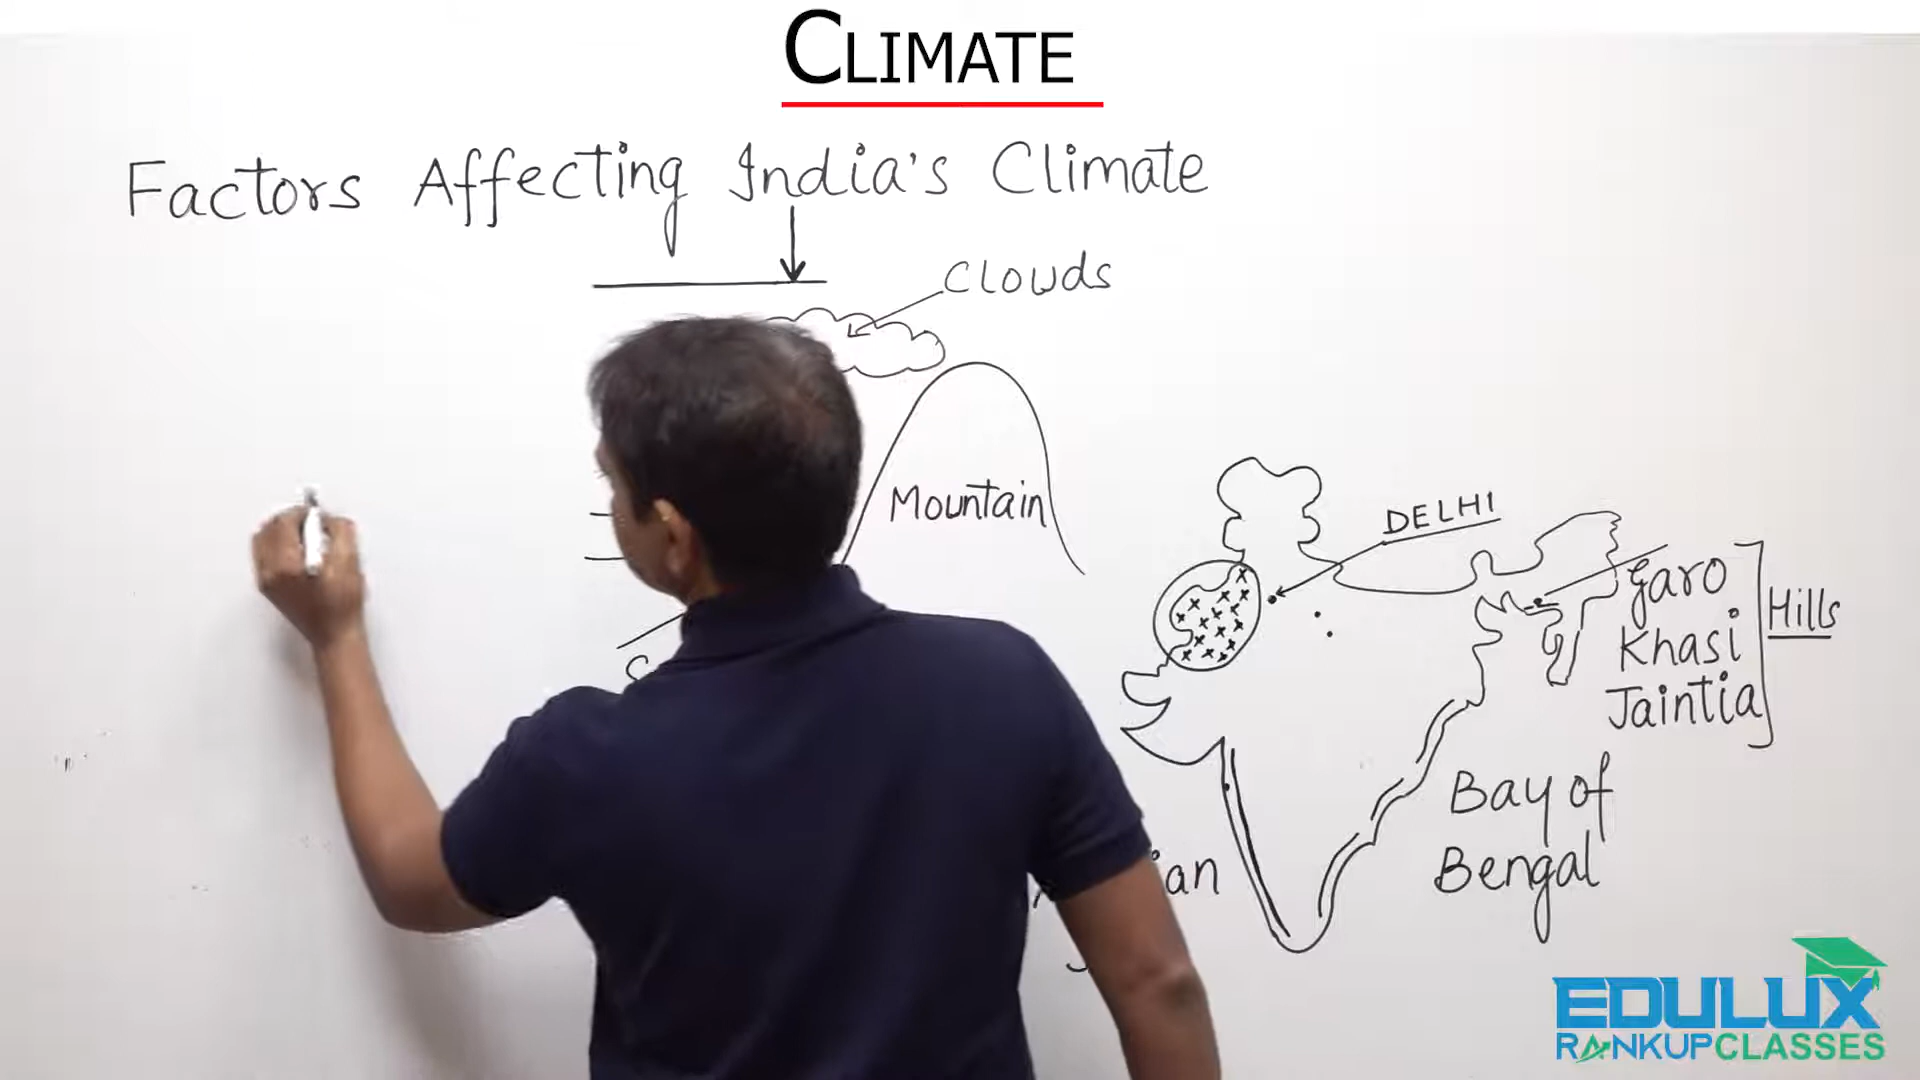 CLIMATE
Factors Affecting India's Climate
Clouds
Mountain
DELHI
Garo
Khasi
Jaintia
Hills
Bay of
Bengal
EDULUX
RANKUPCLASSES